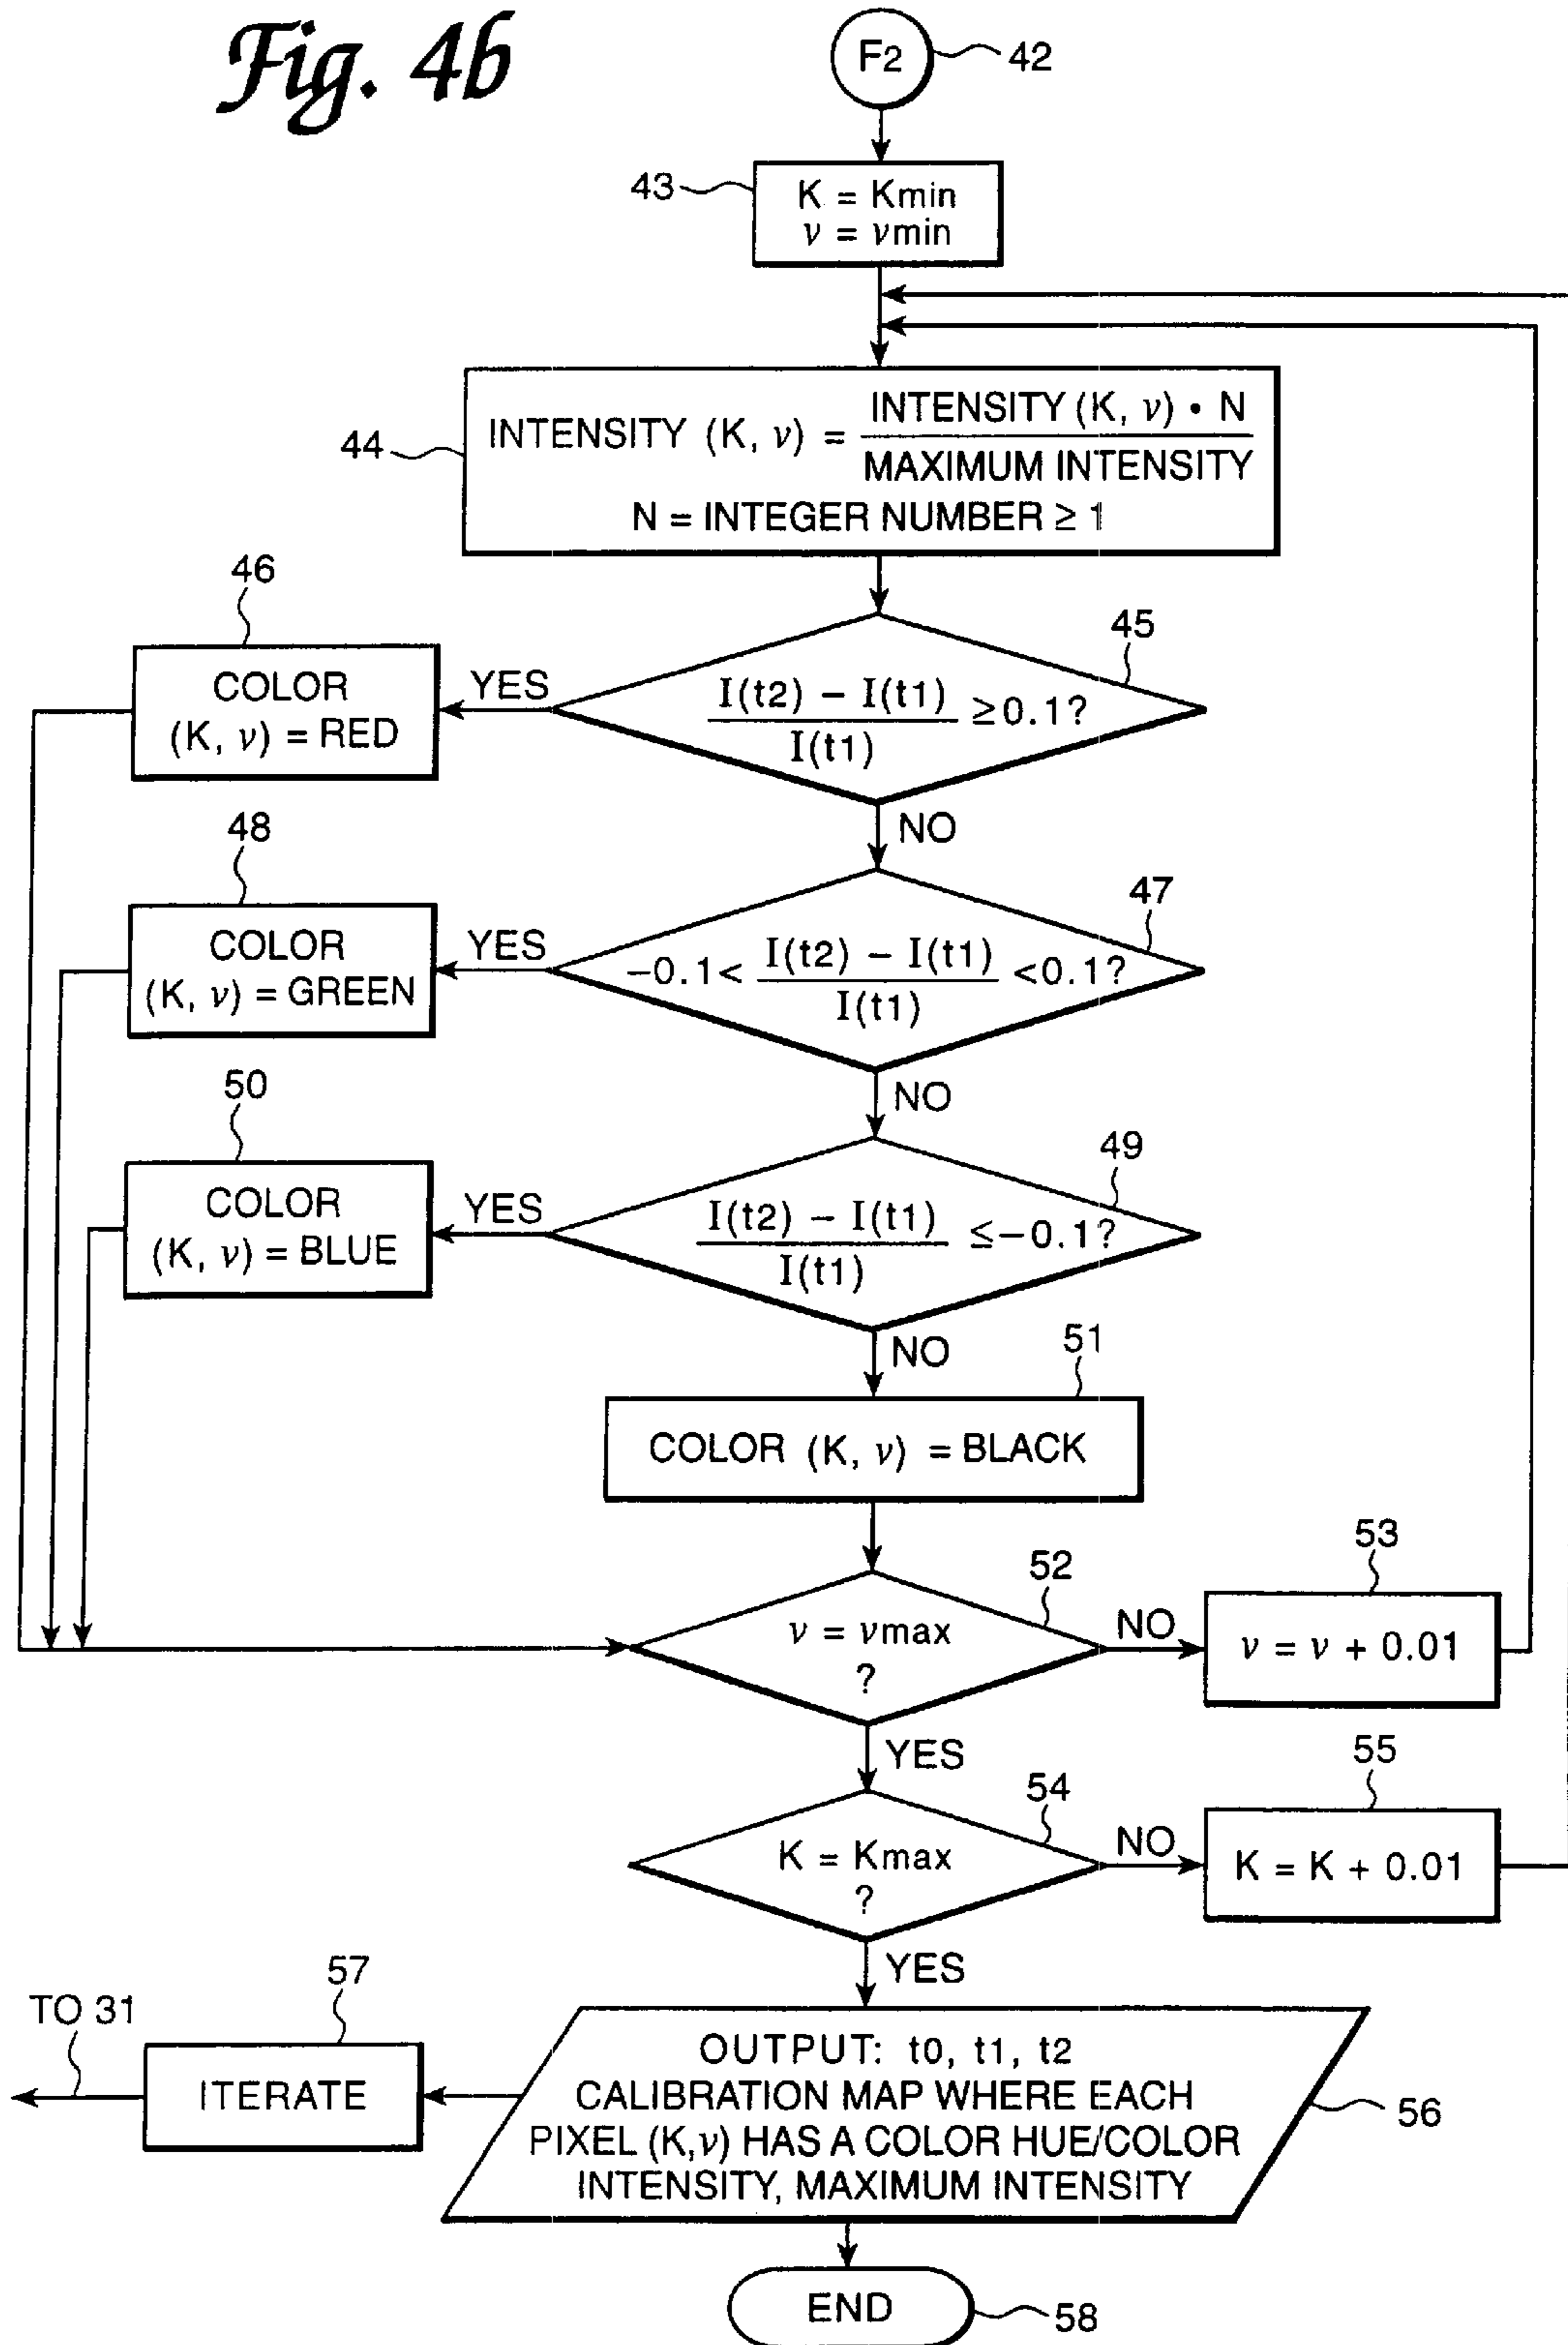 Fig. 4b
F2
42
43
K = Kmin
ν = νmin
44
INTENSITY (K, ν) = INTENSITY (K, ν) • N / MAXIMUM INTENSITY
N = INTEGER NUMBER ≥ 1
46
COLOR
(K, ν) = RED
YES
45
I(t2) − I(t1) / I(t1) ≥0.1?
NO
48
COLOR
(K, ν) = GREEN
YES
47
−0.1< I(t2) − I(t1) / I(t1) <0.1?
NO
50
COLOR
(K, ν) = BLUE
YES
49
I(t2) − I(t1) / I(t1) ≤−0.1?
NO
51
COLOR (K, ν) = BLACK
52
ν = νmax
?
NO
53
ν = ν + 0.01
YES
54
K = Kmax
?
NO
55
K = K + 0.01
YES
TO 31
57
ITERATE
OUTPUT: t0, t1, t2
CALIBRATION MAP WHERE EACH
PIXEL (K,ν) HAS A COLOR HUE/COLOR
INTENSITY, MAXIMUM INTENSITY
56
END
58